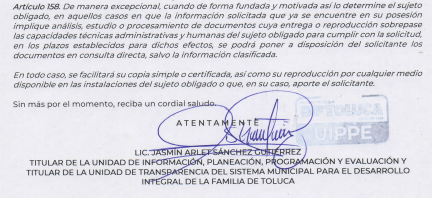 Artículo 158. De manera excepcional, cuando de forma fundada y motivada así lo determine el sujeto
obligado, en aquellos casos en que la información solicitada que ya se encuentre en su posesión
implique análisis, estudio o procesamiento de documentos cuya entrega o reproducción sobrepase
las capacidades técnicas administrativas y humanas del sujeto obligado para cumplir con la solicitud,
en los plazos establecidos para dichos efectos, se podrá poner a disposición del solicitante los
documentos en consulta directa, salvo la información clasificada.
En todo caso, se facilitará su copia simple o certificada, así como su reproducción por cualquier medio
disponible en las instalaciones del sujeto obligado o que, en su caso, aporte el solicitante.
Sin más por el momento, reciba un cordial saludo.
ATENTAMENTE
TOLUCA
UIPPE
LIC. JASMIN ARLET SÁNCHEZ GUTIÉRREZ
TITULAR DE LA UNIDAD DE INFORMACIÓN, PLANEACIÓN, PROGRAMACIÓN Y EVALUACIÓN Y
TITULAR DE LA UNIDAD DE TRANSPARENCIA DEL SISTEMA MUNICIPAL PARA EL DESARROLLO
INTEGRAL DE LA FAMILIA DE TOLUCA